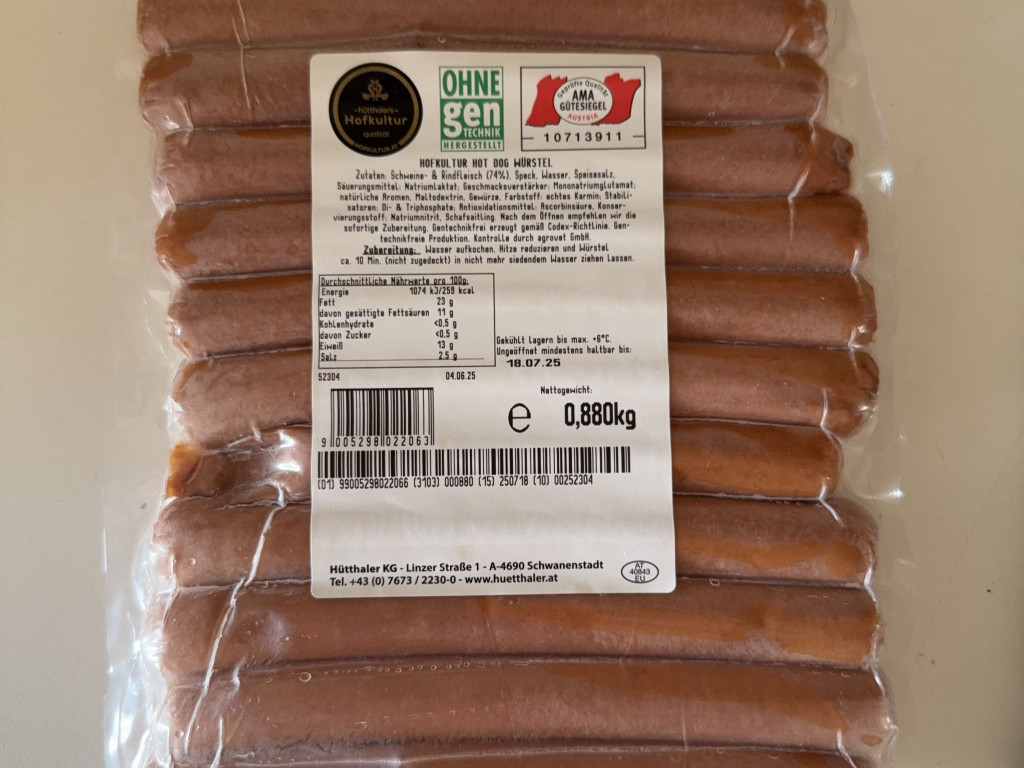 -hütthalers-
Hofkultur
qualität
HOFKULTUR.AT
OHNE
gen
TECHNIK
HERGESTELLT
Geprüfte Qualität
AMA
GÜTESIEGEL
AUSTRIA
10713911
HOFKULTUR HOT DOG WÜRSTEL
Zutaten: Schweine- & Rindfleisch (74%), Speck, Wasser, Speisesalz,
Säuerungsmittel: Natriumlaktat; Geschmacksverstärker: Mononatriumglutamat;
natürliche Aromen, Maltodextrin, Gewürze, Farbstoff: echtes Karmin; Stabili-
satoren: Di- & Triphosphate; Antioxidationsmittel: Ascorbinsäure, Konser-
vierungsstoff: Natriumnitrit, Schafsaitling. Nach dem Öffnen empfehlen wir die
sofortige Zubereitung. Gentechnikfrei erzeugt gemäß Codex-Richtlinie. Gen-
technikfreie Produktion. Kontrolle durch agrovet GmbH.
Zubereitung: Wasser aufkochen, Hitze reduzieren und Würstel
ca. 10 Min. (nicht zugedeckt) in nicht mehr siedendem Wasser ziehen lassen.
Durchschnittliche Nährwerte pro 100g:
Energie 1074 kJ/259 kcal
Fett 23 g
davon gesättigte Fettsäuren 11 g
Kohlenhydrate <0,5 g
davon Zucker <0,5 g
Eiweiß 13 g
Salz 2,5 g
Gekühlt lagern bis max. +6°C.
Ungeöffnet mindestens haltbar bis:
18.07.25
52304 04.06.25
Nettogewicht:
e 0,880kg
9 005298 022063
(01) 99005298022066 (3103) 000880 (15) 250718 (10) 00252304
Hütthaler KG - Linzer Straße 1 - A-4690 Schwanenstadt
Tel. +43 (0) 7673 / 2230-0 - www.huetthaler.at
AT
40843
EU